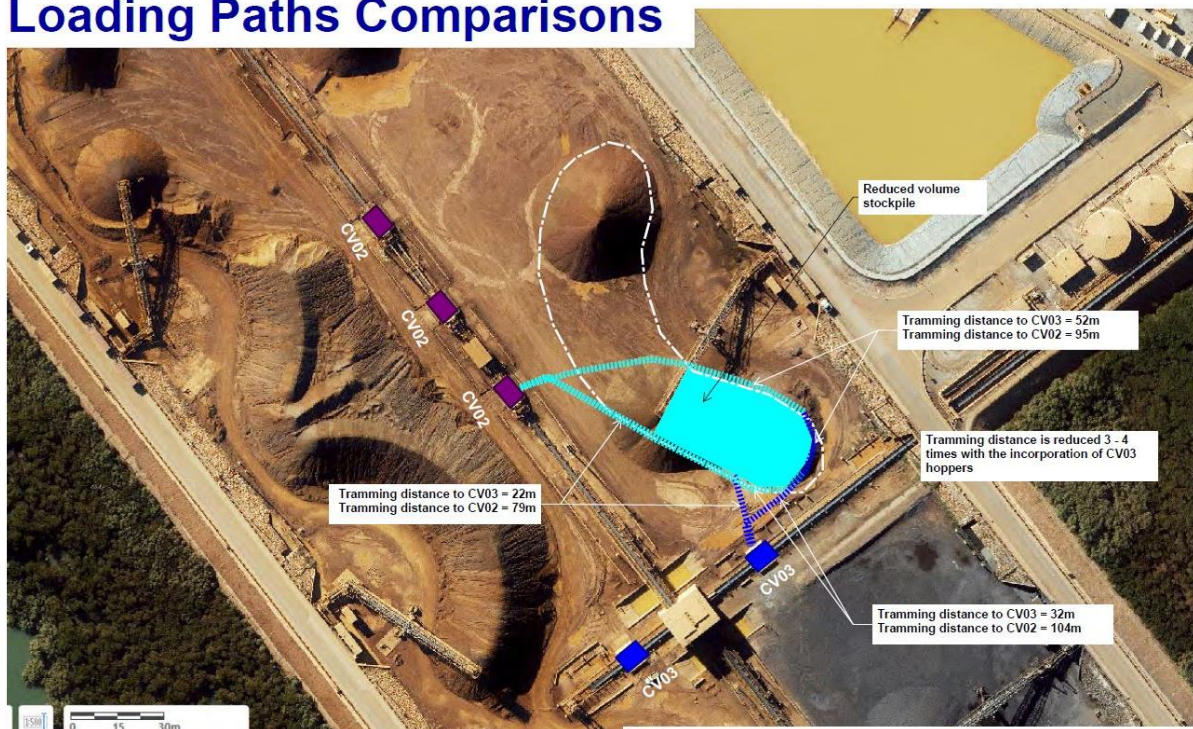 Loading Paths Comparisons
CV02
CV02
CV02
Reduced volume
stockpile
Tramming distance to CV03 = 52m
Tramming distance to CV02 = 95m
Tramming distance is reduced 3 - 4
times with the incorporation of CV03
hoppers
Tramming distance to CV03 = 22m
Tramming distance to CV02 = 79m
CV03
Tramming distance to CV03 = 32m
Tramming distance to CV02 = 104m
CV03
1:500
0 15 30m